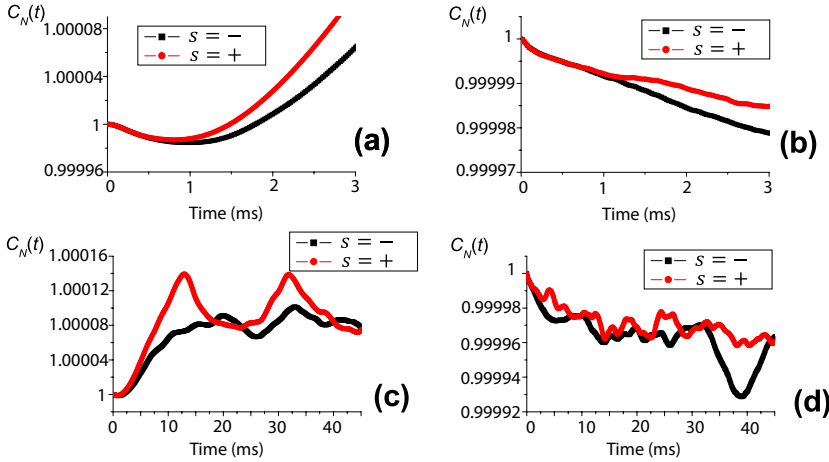 C_N(t)
1.00008
1.00004
1
0.99996
s = −
s = +
(a)
0 1 2 3
Time (ms)
C_N(t)
1
0.99999
0.99998
0.99997
s = −
s = +
(b)
0 1 2 3
Time (ms)
C_N(t)
1.00016
1.00012
1.00008
1.00004
1
s = −
s = +
(c)
0 10 20 30 40
Time (ms)
C_N(t)
1
0.99998
0.99996
0.99994
0.99992
s = −
s = +
(d)
0 10 20 30 40
Time (ms)